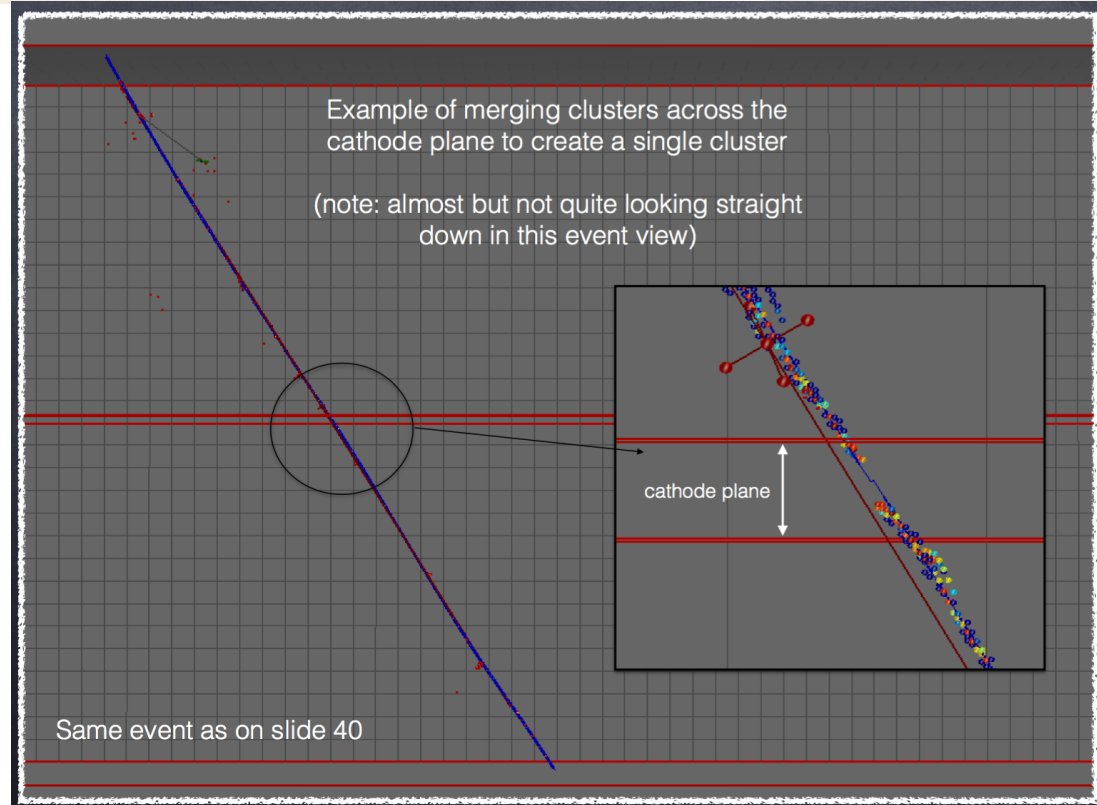 Example of merging clusters across the
cathode plane to create a single cluster
(note: almost but not quite looking straight
down in this event view)
cathode plane
Same event as on slide 40